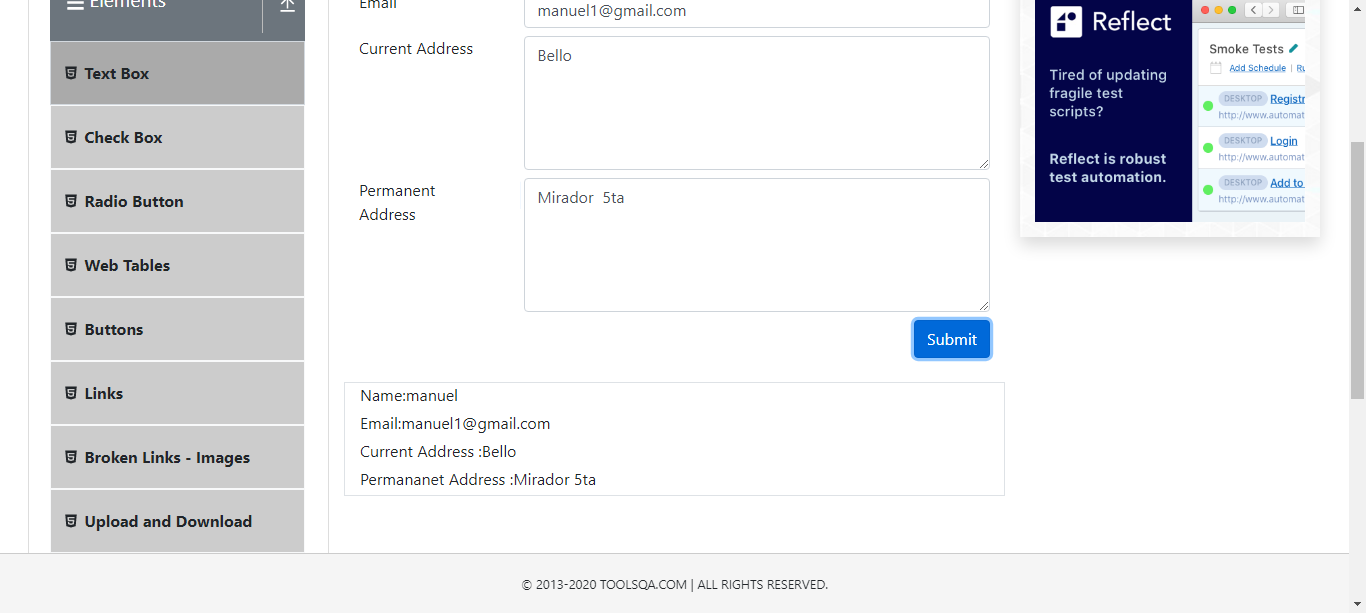 Elements
Text Box
Check Box
Radio Button
Web Tables
Buttons
Links
Broken Links - Images
Upload and Download
Email
manuel1@gmail.com
Current Address
Bello
Permanent
Address
Mirador  5ta
Submit
Name:manuel
Email:manuel1@gmail.com
Current Address :Bello
Permananet Address :Mirador 5ta
Reflect
Tired of updating
fragile test
scripts?
Reflect is robust
test automation.
Smoke Tests
Add Schedule |
DESKTOP
http://www.automat
DESKTOP Login
http://www.automat
DESKTOP Add to
http://www.automat
© 2013-2020 TOOLSQA.COM | ALL RIGHTS RESERVED.